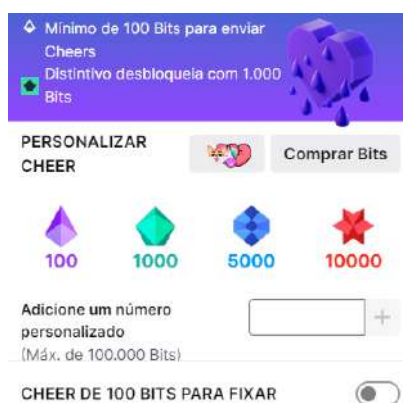 Mínimo de 100 Bits para enviar
Cheers
Distintivo desbloqueia com 1.000
Bits
PERSONALIZAR
CHEER
Comprar Bits
100
1000
5000
10000
Adicione um número
personalizado
(Máx. de 100.000 Bits)
CHEER DE 100 BITS PARA FIXAR